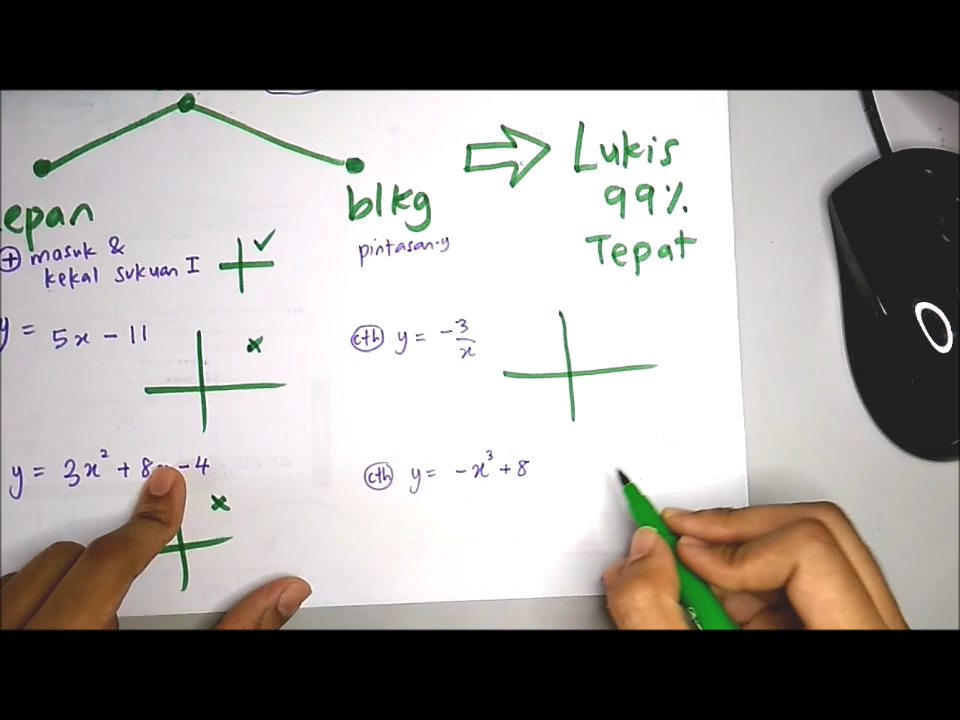 epan
+ masuk &
kekal sukuan I
y = 5x - 11
y = 3x² + 8 - 4
blkg
pintasan-y
cth y = -3/x
cth y = -x³ + 8
Lukis
99%
Tepat